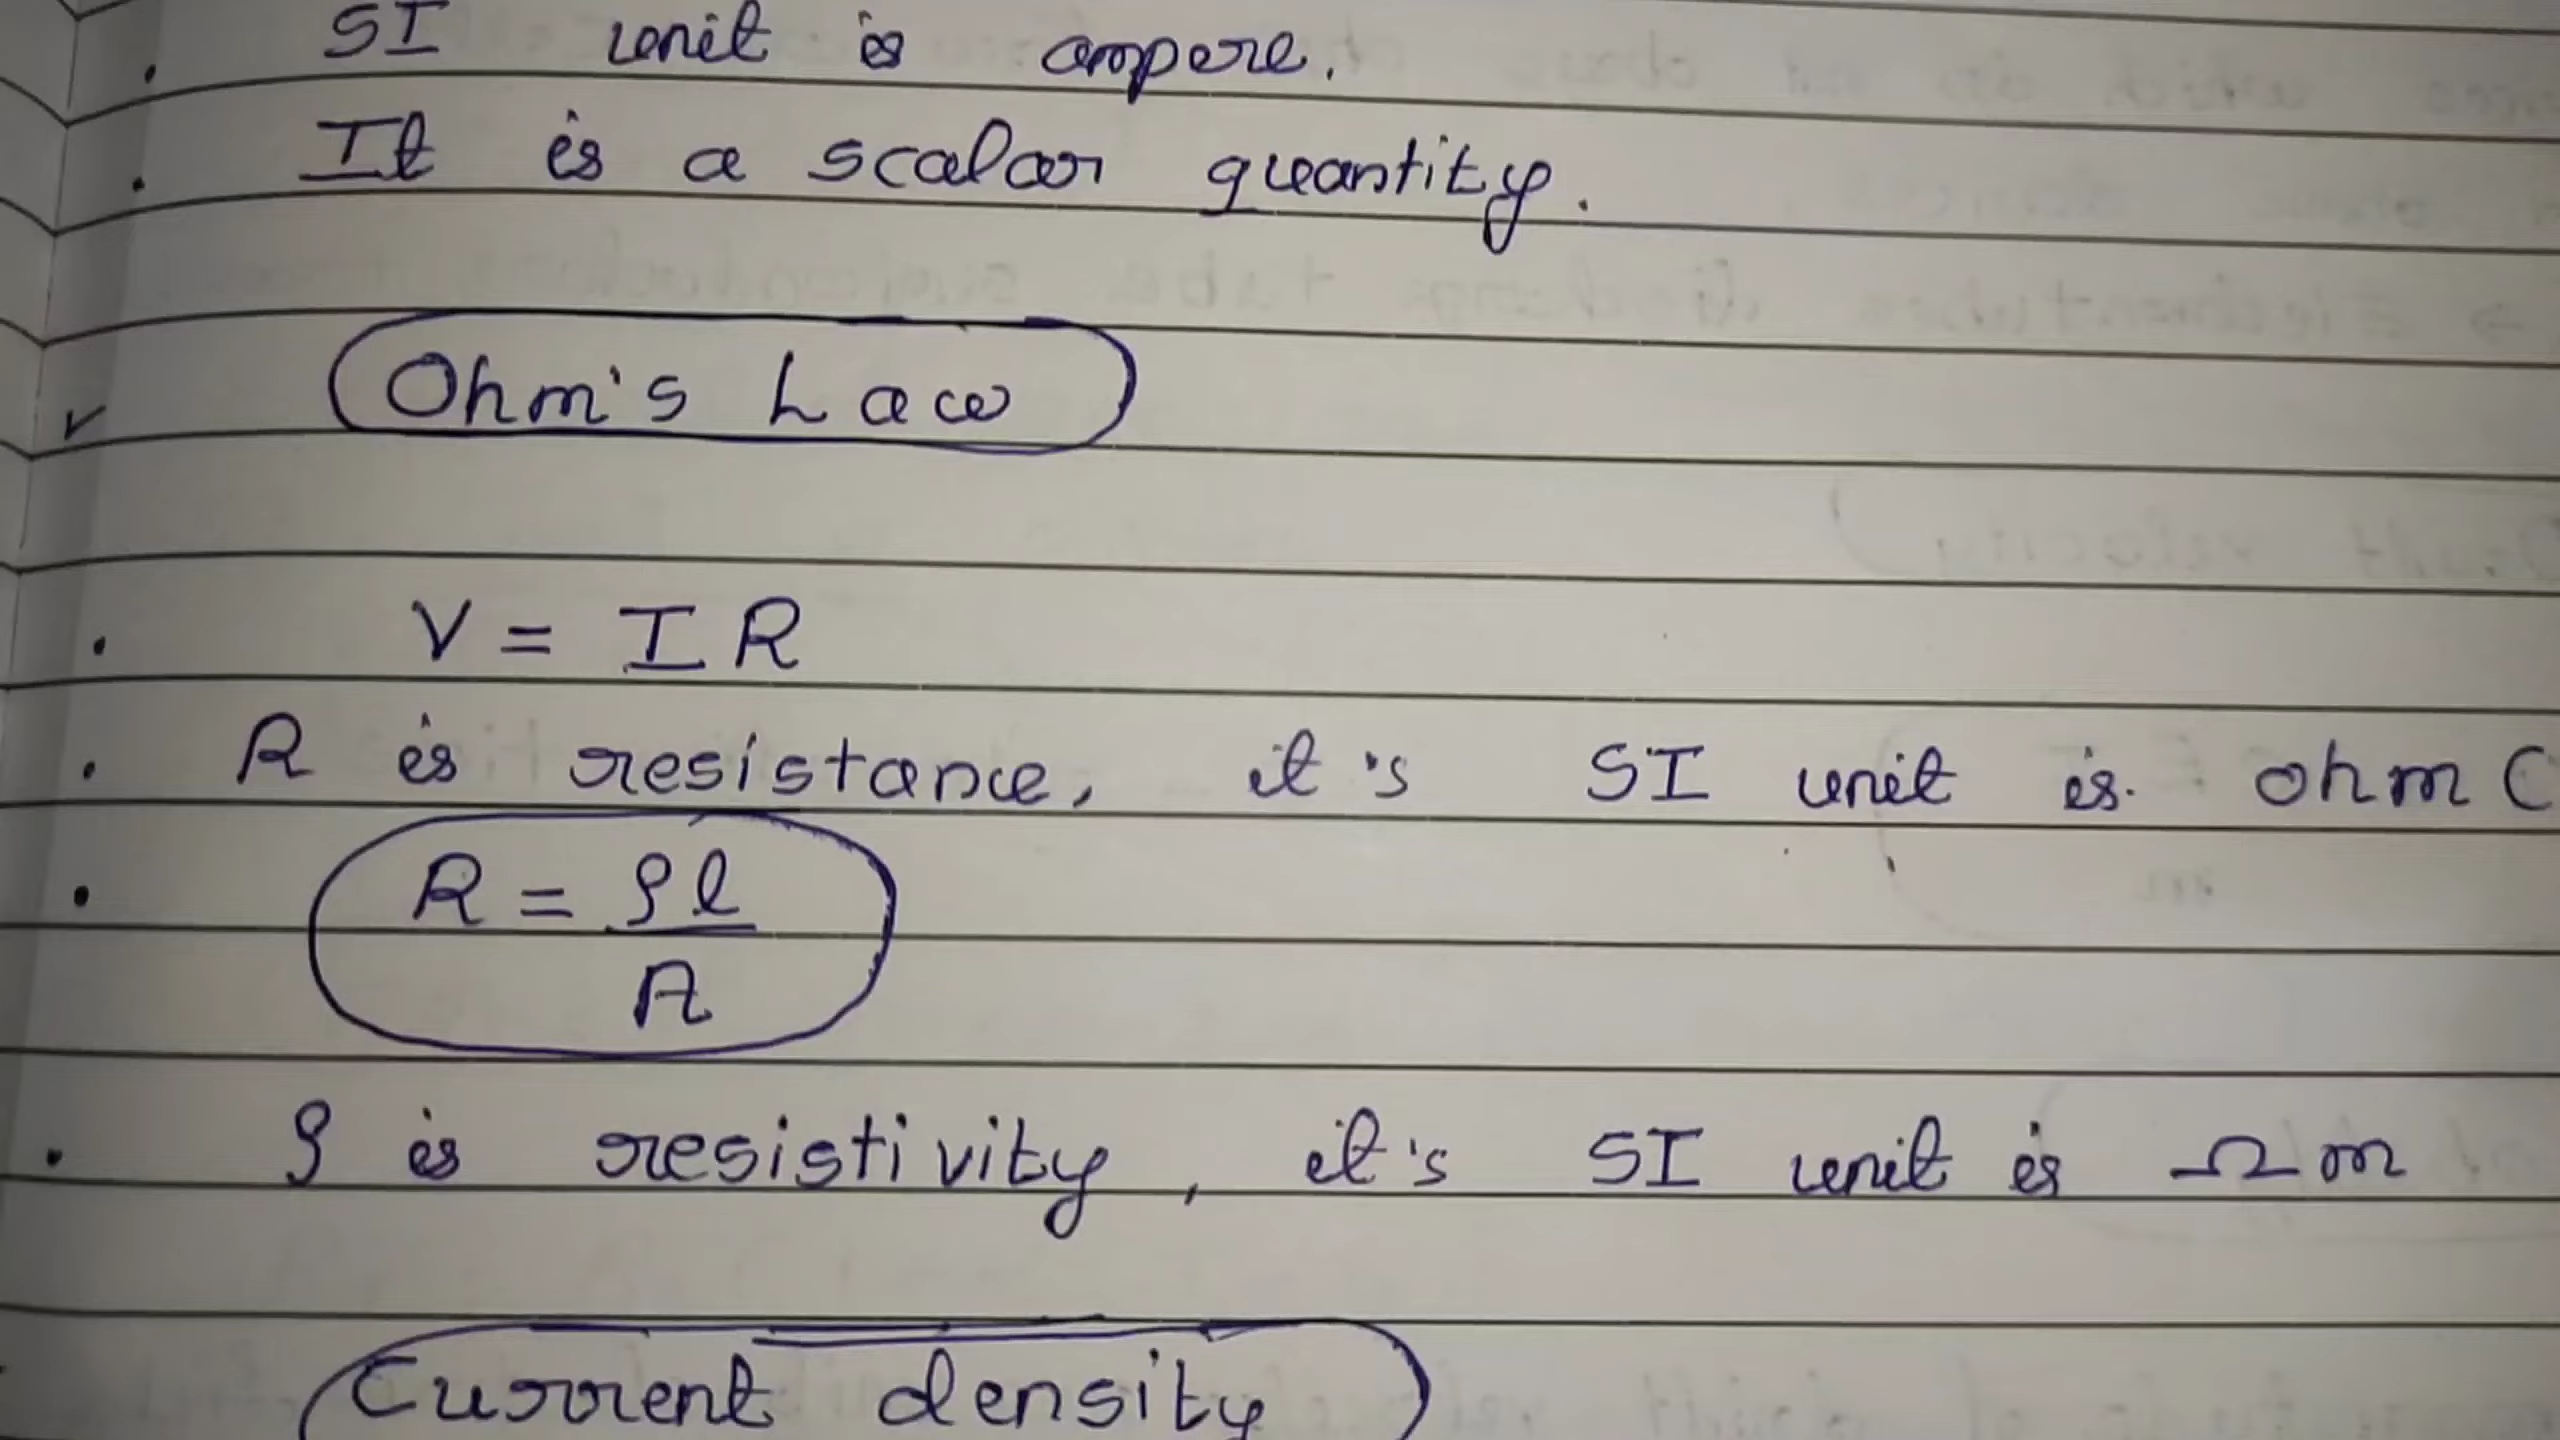 . SI unit is ampere.
. It is a scalar quantity.
✓ Ohm's Law
. V = IR
. R is resistance, it's SI unit is. ohm (
. R = ρl
A
. ρ is resistivity, it's SI unit is Ωm
Current density